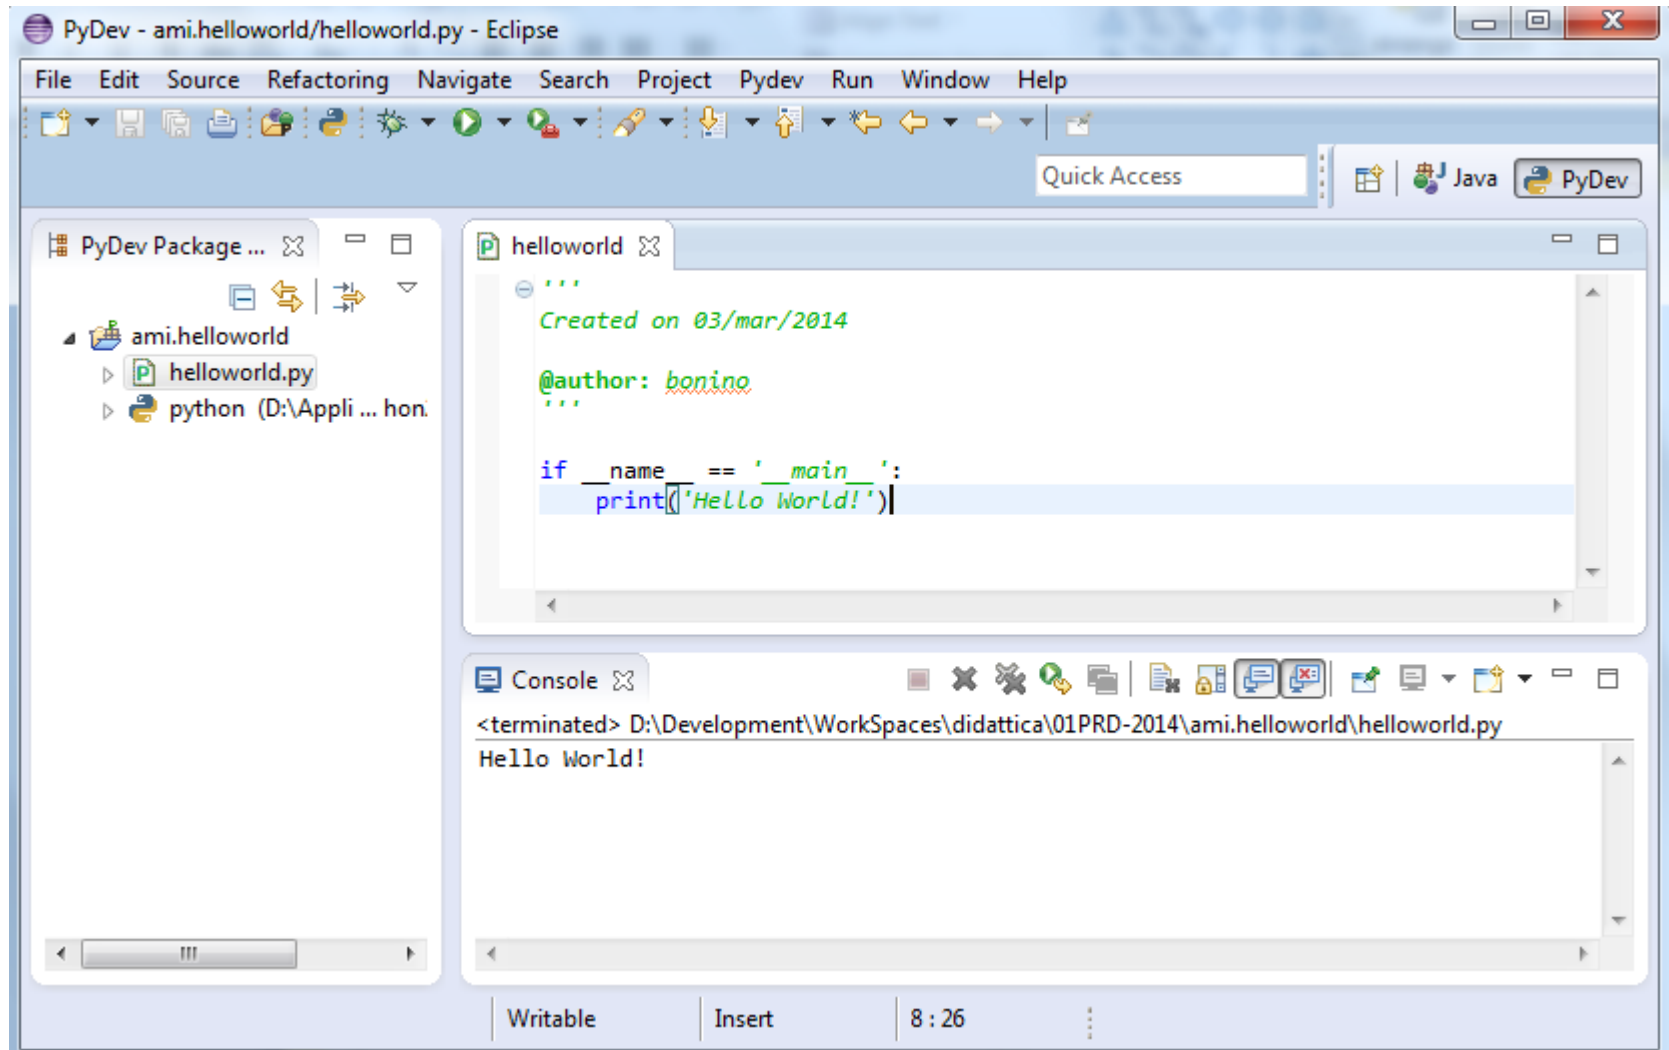 PyDev - ami.helloworld/helloworld.py - Eclipse
File Edit Source Refactoring Navigate Search Project Pydev Run Window Help
Quick Access
Java
PyDev
PyDev Package ...
ami.helloworld
helloworld.py
python (D:\Appli ... hon
helloworld
'''
Created on 03/mar/2014
@author: bonino
'''
if __name__ == '__main__':
print('Hello World!')
Console
<terminated> D:\Development\WorkSpaces\didattica\01PRD-2014\ami.helloworld\helloworld.py
Hello World!
Writable Insert 8 : 26